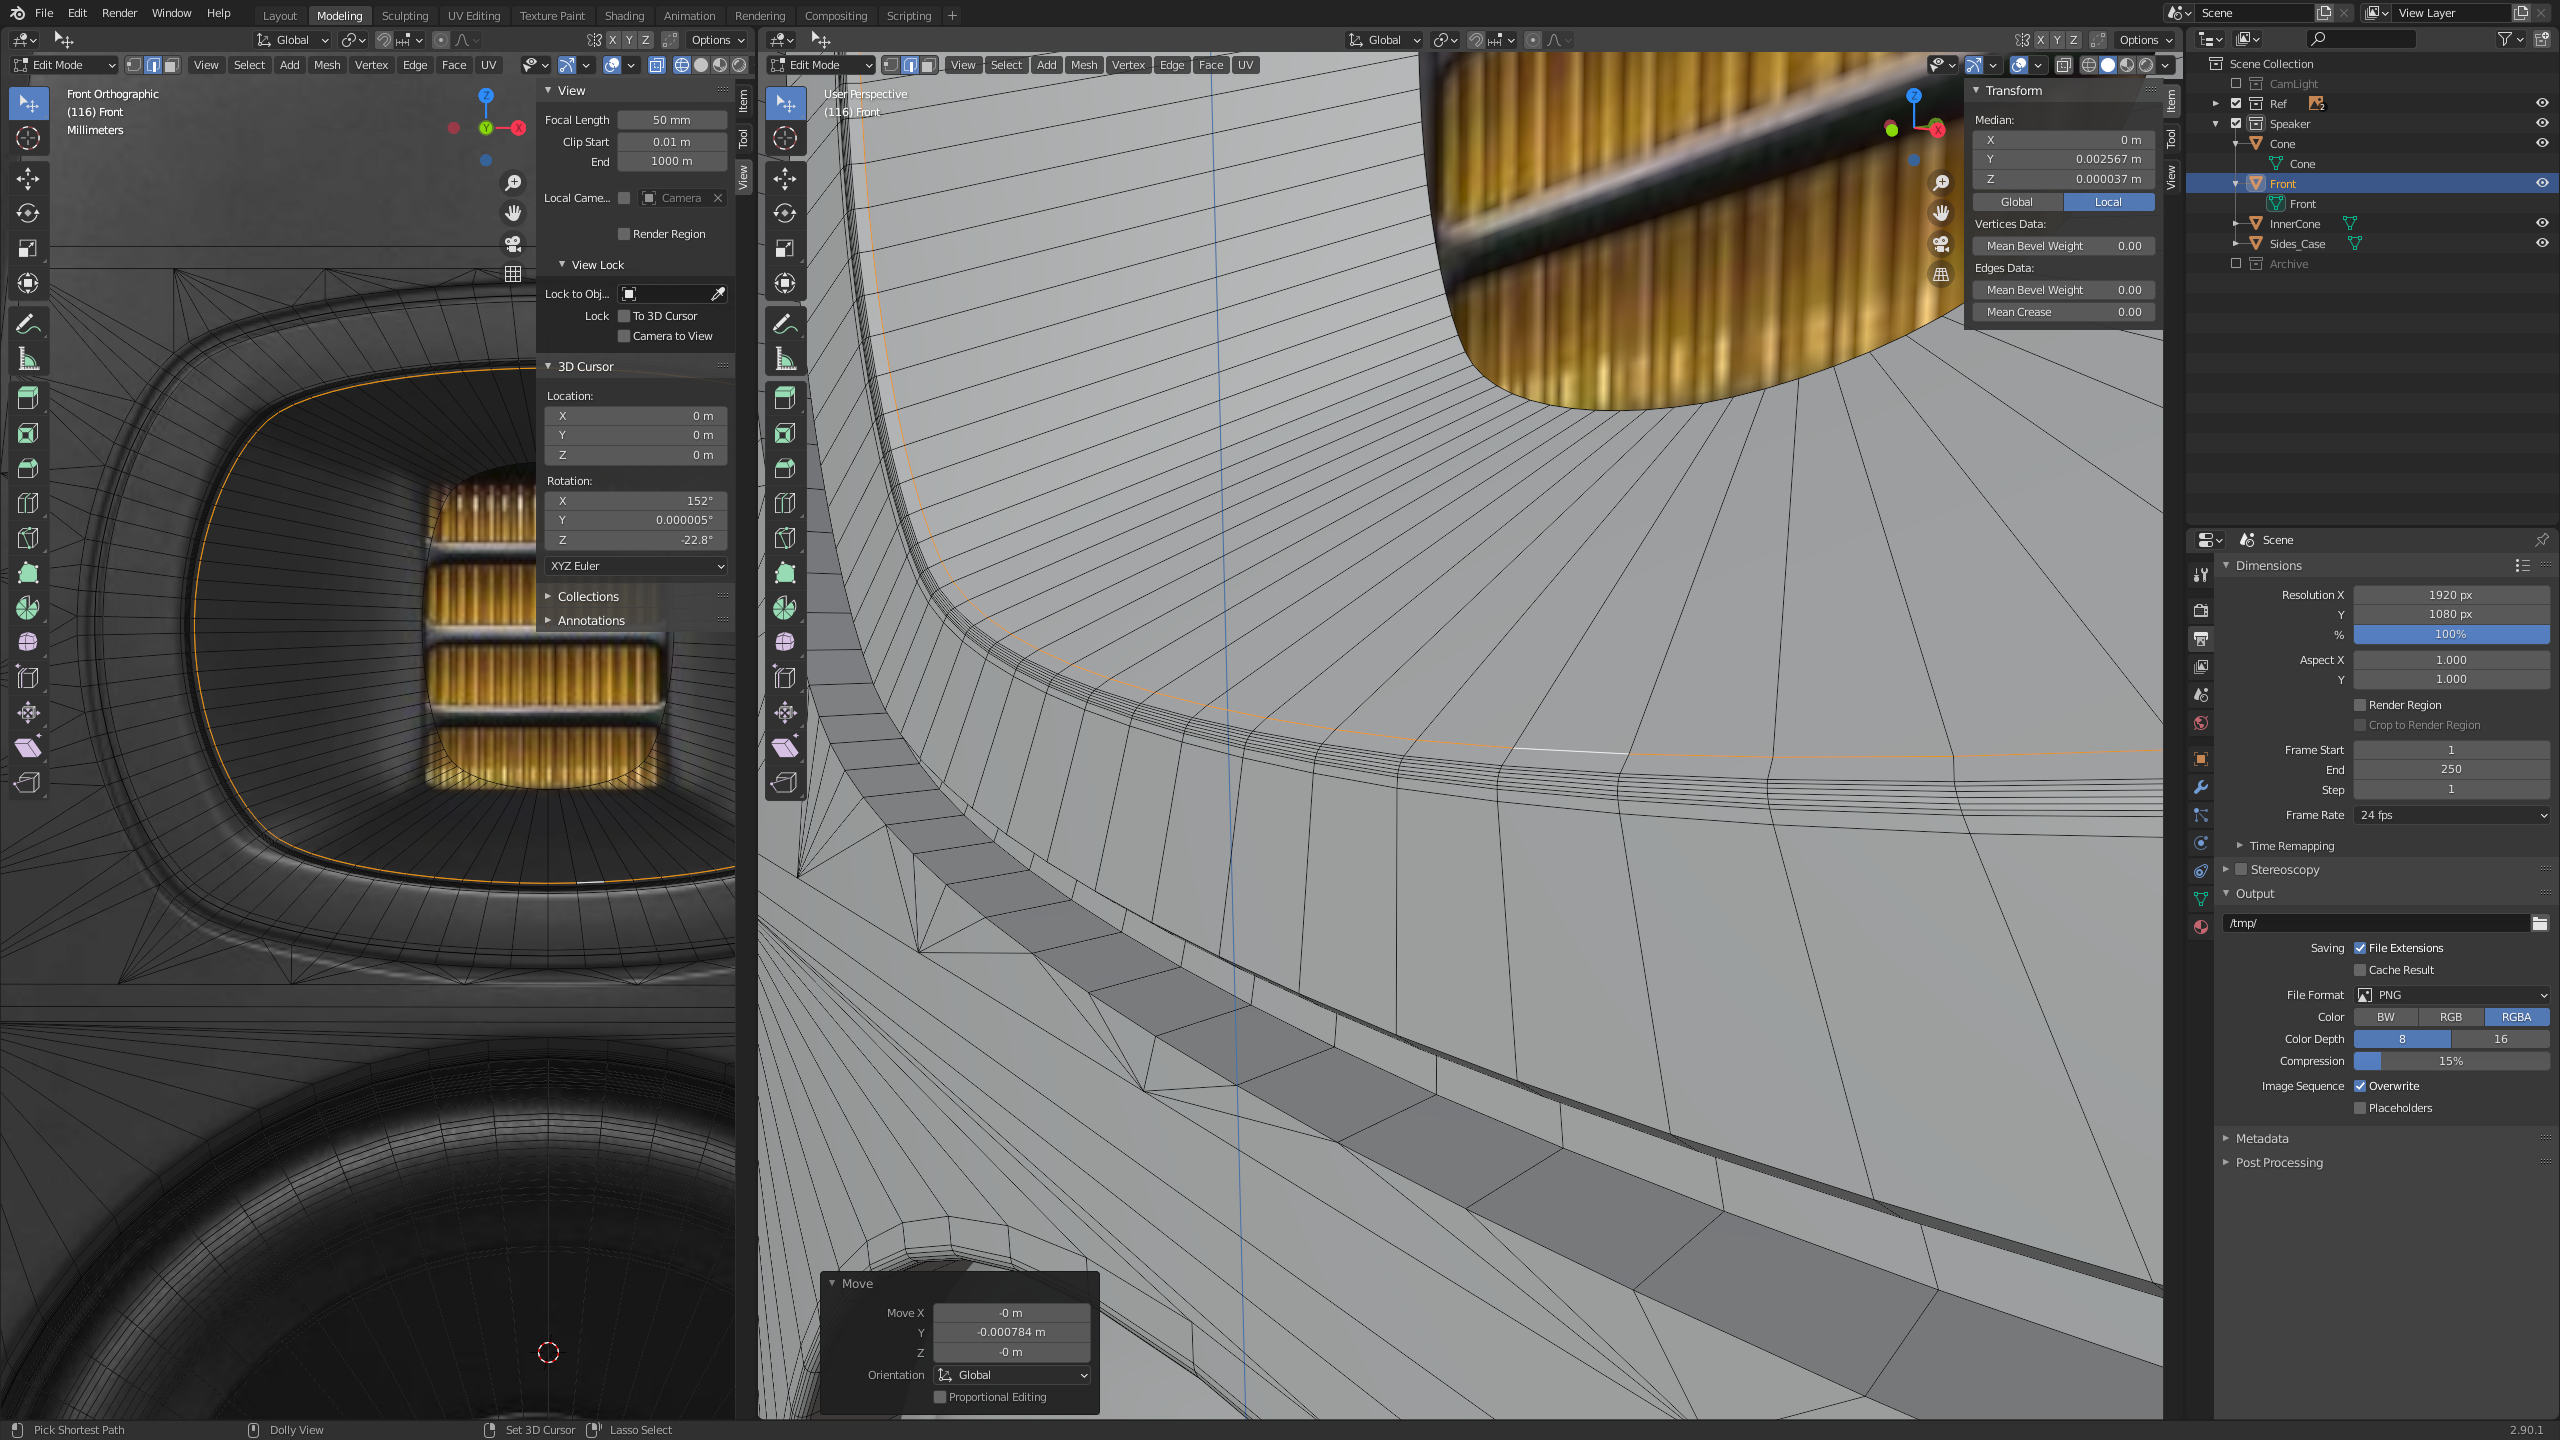 File Edit Render Window Help Layout Modeling Sculpting UV Editing Texture Paint Shading Animation Rendering Compositing Scripting + Scene View Layer
Global X Y Z Options Global X Y Z Options
Edit Mode View Select Add Mesh Vertex Edge Face UV Edit Mode View Select Add Mesh Vertex Edge Face UV
Front Orthographic
(116) Front
Millimeters
Z
Y
X
View
Focal Length 50 mm
Clip Start 0.01 m
End 1000 m
Local Came... Camera
Render Region
View Lock
Lock to Obj...
Lock To 3D Cursor
Camera to View
3D Cursor
Location:
X 0 m
Y 0 m
Z 0 m
Rotation:
X 152°
Y 0.000005°
Z -22.8°
XYZ Euler
Collections
Annotations
Item
Tool
View
User Perspective
(116) Front
Z
X
Transform
Median:
X 0 m
Y 0.002567 m
Z 0.000037 m
Global Local
Vertices Data:
Mean Bevel Weight 0.00
Edges Data:
Mean Bevel Weight 0.00
Mean Crease 0.00
Item
Tool
View
Move
Move X -0 m
Y -0.000784 m
Z -0 m
Orientation Global
Proportional Editing
Scene Collection
CamLight
Ref 2
Speaker
Cone
Cone
Front
Front
InnerCone
Sides_Case
Archive
Scene
Dimensions
Resolution X 1920 px
Y 1080 px
% 100%
Aspect X 1.000
Y 1.000
Render Region
Crop to Render Region
Frame Start 1
End 250
Step 1
Frame Rate 24 fps
Time Remapping
Stereoscopy
Output
/tmp/
Saving File Extensions
Cache Result
File Format PNG
Color BW RGB RGBA
Color Depth 8 16
Compression 15%
Image Sequence Overwrite
Placeholders
Metadata
Post Processing
Pick Shortest Path Dolly View Set 3D Cursor Lasso Select 2.90.1